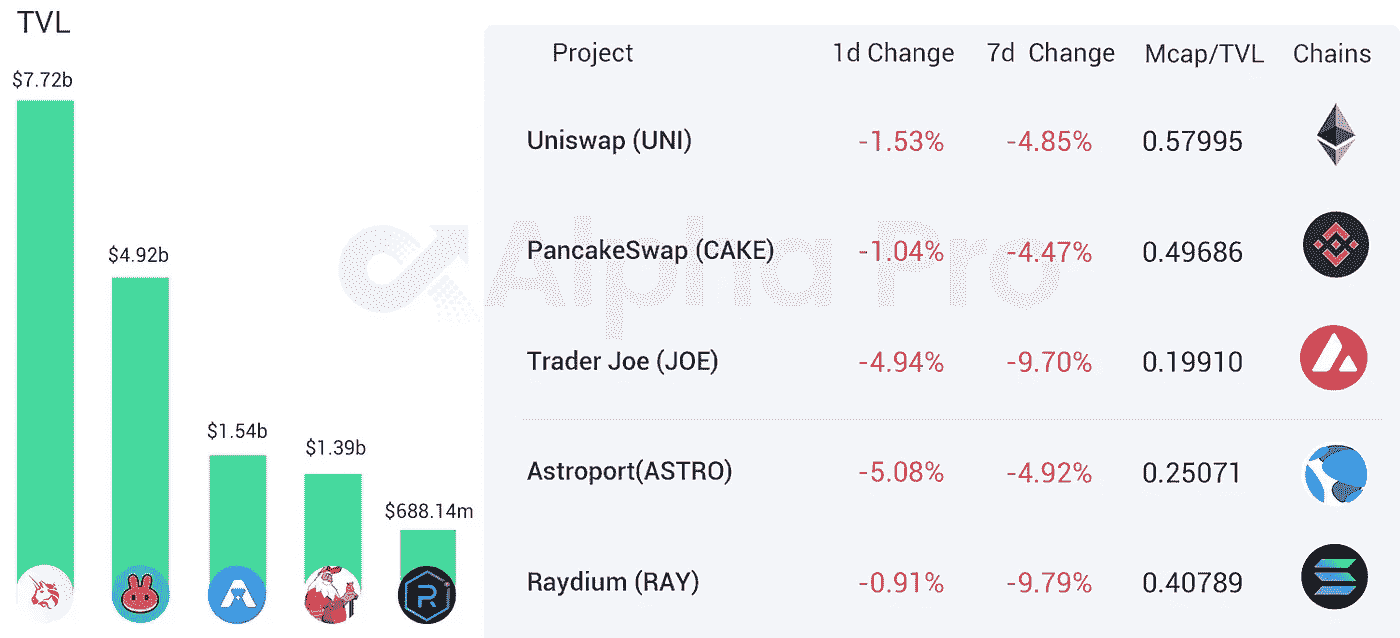 TVL
$7.72b
$4.92b
$1.54b
$1.39b
$688.14m
Project 1d Change 7d Change Mcap/TVL Chains
Uniswap (UNI) -1.53% -4.85% 0.57995
PancakeSwap (CAKE) -1.04% -4.47% 0.49686
Alpha Pro
Trader Joe (JOE) -4.94% -9.70% 0.19910
Astroport(ASTRO) -5.08% -4.92% 0.25071
Raydium (RAY) -0.91% -9.79% 0.40789